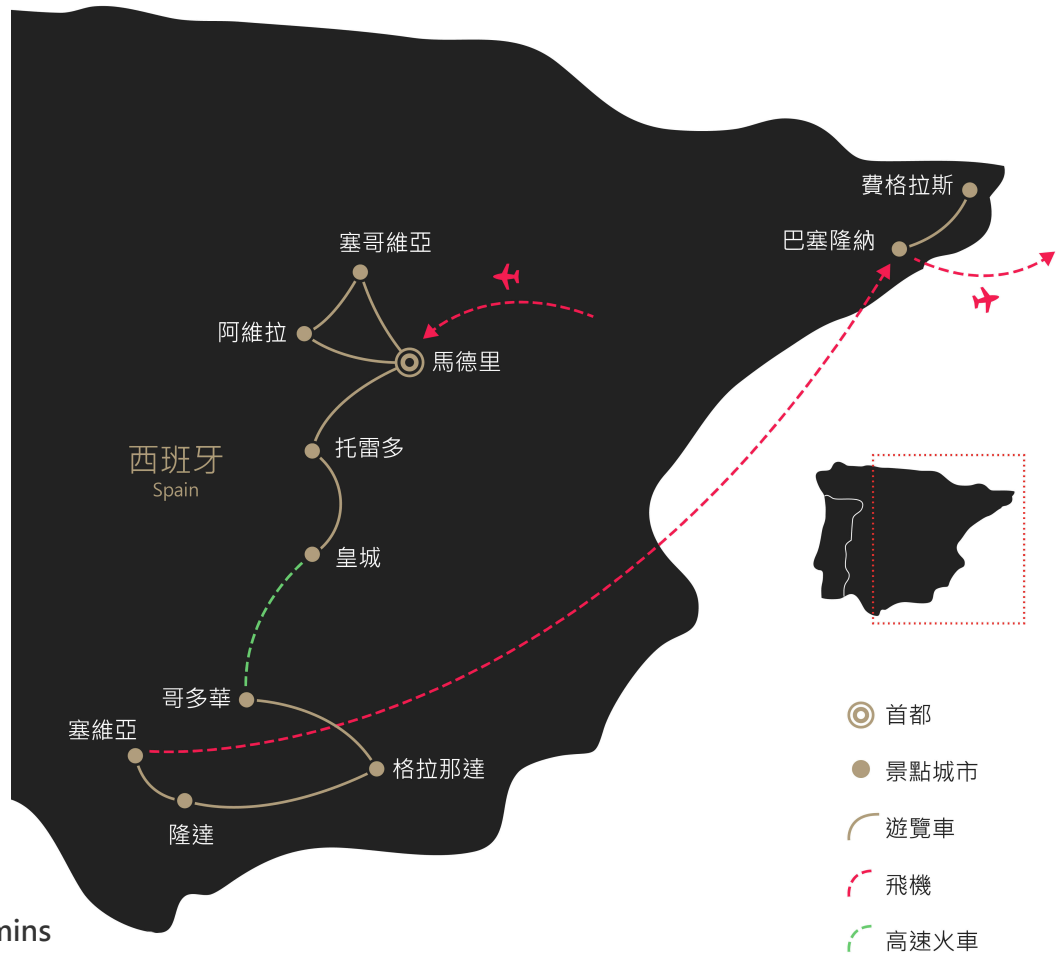 費格拉斯
巴塞隆納
塞哥維亞
阿維拉
馬德里
托雷多
西班牙
Spain
皇城
哥多華
塞維亞
格拉那達
隆達
首都
景點城市
遊覽車
飛機
高速火車
mins